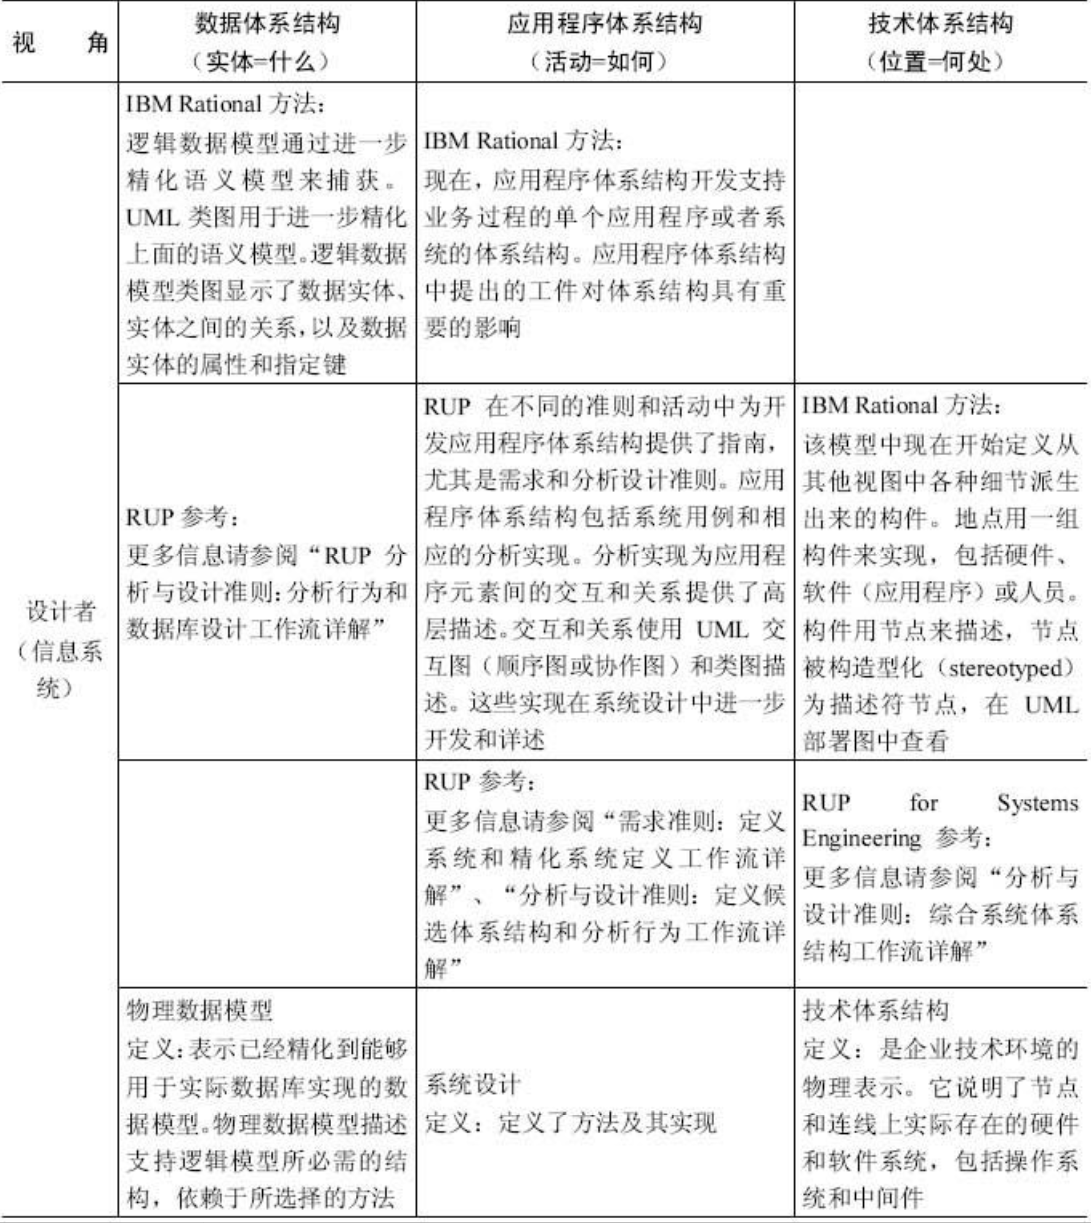 视 角
数据体系结构
（实体=什么）
应用程序体系结构
（活动=如何）
技术体系结构
（位置=何处）
设计者
（信息系
统）
IBM Rational 方法：
逻辑数据模型通过进一步
精化语义模型来捕获。
UML 类图用于进一步精化
上面的语义模型。逻辑数据
模型类图显示了数据实体、
实体之间的关系，以及数据
实体的属性和指定键
IBM Rational 方法：
现在，应用程序体系结构开发支持
业务过程的单个应用程序或者系
统的体系结构。应用程序体系结构
中提出的工件对体系结构具有重
要的影响
RUP 参考：
更多信息请参阅“RUP 分
析与设计准则：分析行为和
数据库设计工作流详解”
RUP 在不同的准则和活动中为开
发应用程序体系结构提供了指南，
尤其是需求和分析设计准则。应用
程序体系结构包括系统用例和相
应的分析实现。分析实现为应用程
序元素间的交互和关系提供了高
层描述。交互和关系使用 UML 交
互图（顺序图或协作图）和类图描
述。这些实现在系统设计中进一步
开发和详述
IBM Rational 方法：
该模型中现在开始定义从
其他视图中各种细节派生
出来的构件。地点用一组
构件来实现，包括硬件、
软件（应用程序）或人员。
构件用节点来描述，节点
被构造型化（stereotyped）
为描述符节点，在 UML
部署图中查看
RUP 参考：
更多信息请参阅“需求准则：定义
系统和精化系统定义工作流详
解”、“分析与设计准则：定义候
选体系结构和分析行为工作流详
解”
RUP for Systems
Engineering 参考：
更多信息请参阅“分析与
设计准则：综合系统体系
结构工作流详解”
物理数据模型
定义：表示已经精化到能够
用于实际数据库实现的数
据模型。物理数据模型描述
支持逻辑模型所必需的结
构，依赖于所选择的方法
系统设计
定义：定义了方法及其实现
技术体系结构
定义：是企业技术环境的
物理表示。它说明了节点
和连线上实际存在的硬件
和软件系统，包括操作系
统和中间件